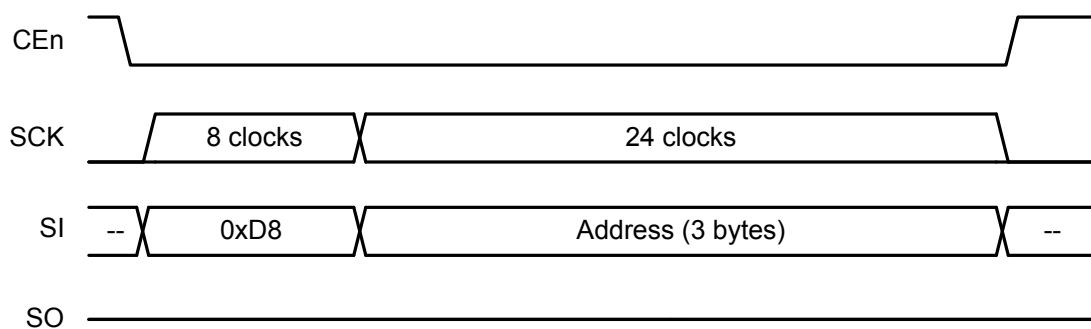 CEn
SCK 8 clocks 24 clocks
SI -- 0xD8 Address (3 bytes) --
SO